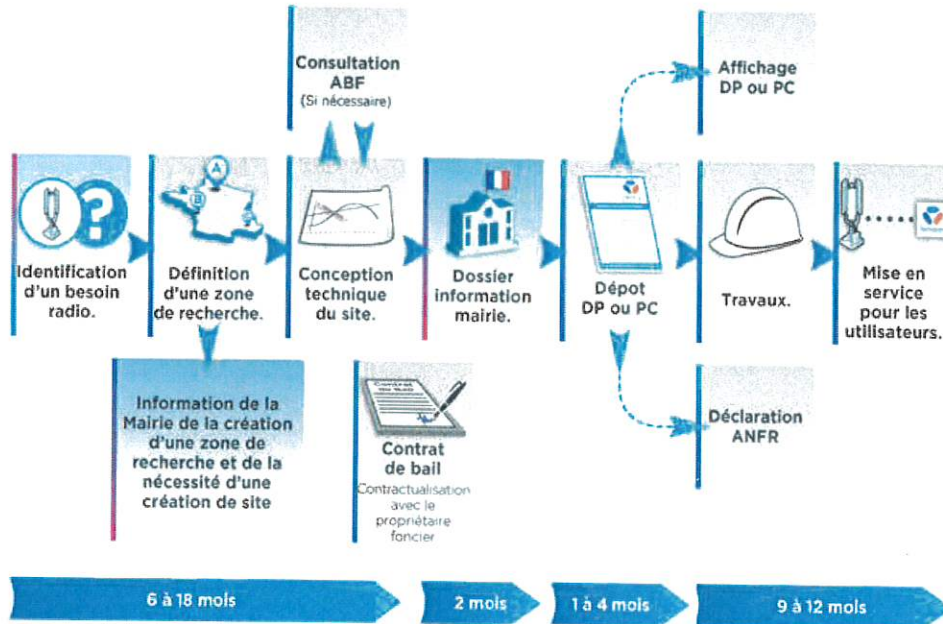 Consultation
ABF
(Si nécessaire)
Affichage
DP ou PC
A
B
Identification
d'un besoin
radio.
Définition
d'une zone
de recherche.
Conception
technique
du site.
Dossier
information
mairie.
Dépot
DP ou PC
Travaux.
Mise en
service
pour les
utilisateurs.
Information de la
Mairie de la création
d'une zone de
recherche et de la
nécessité d'une
création de site
Contrat
de bail
Contrat
de bail
Contractualisation
avec le
propriétaire
foncier
Déclaration
ANFR
6 à 18 mois
2 mois
1 à 4 mois
9 à 12 mois